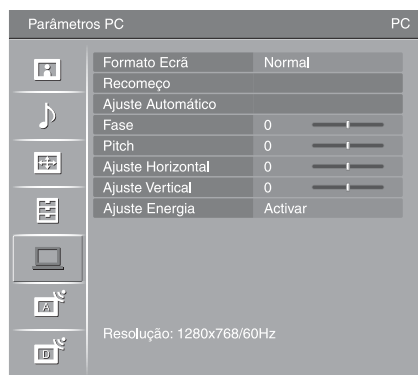 Parâmetros PC PC
Formato Ecrã Normal
Recomeço
Ajuste Automático
Fase 0
Pitch 0
Ajuste Horizontal 0
Ajuste Vertical 0
Ajuste Energia Activar
A
D
Resolução: 1280x768/60Hz